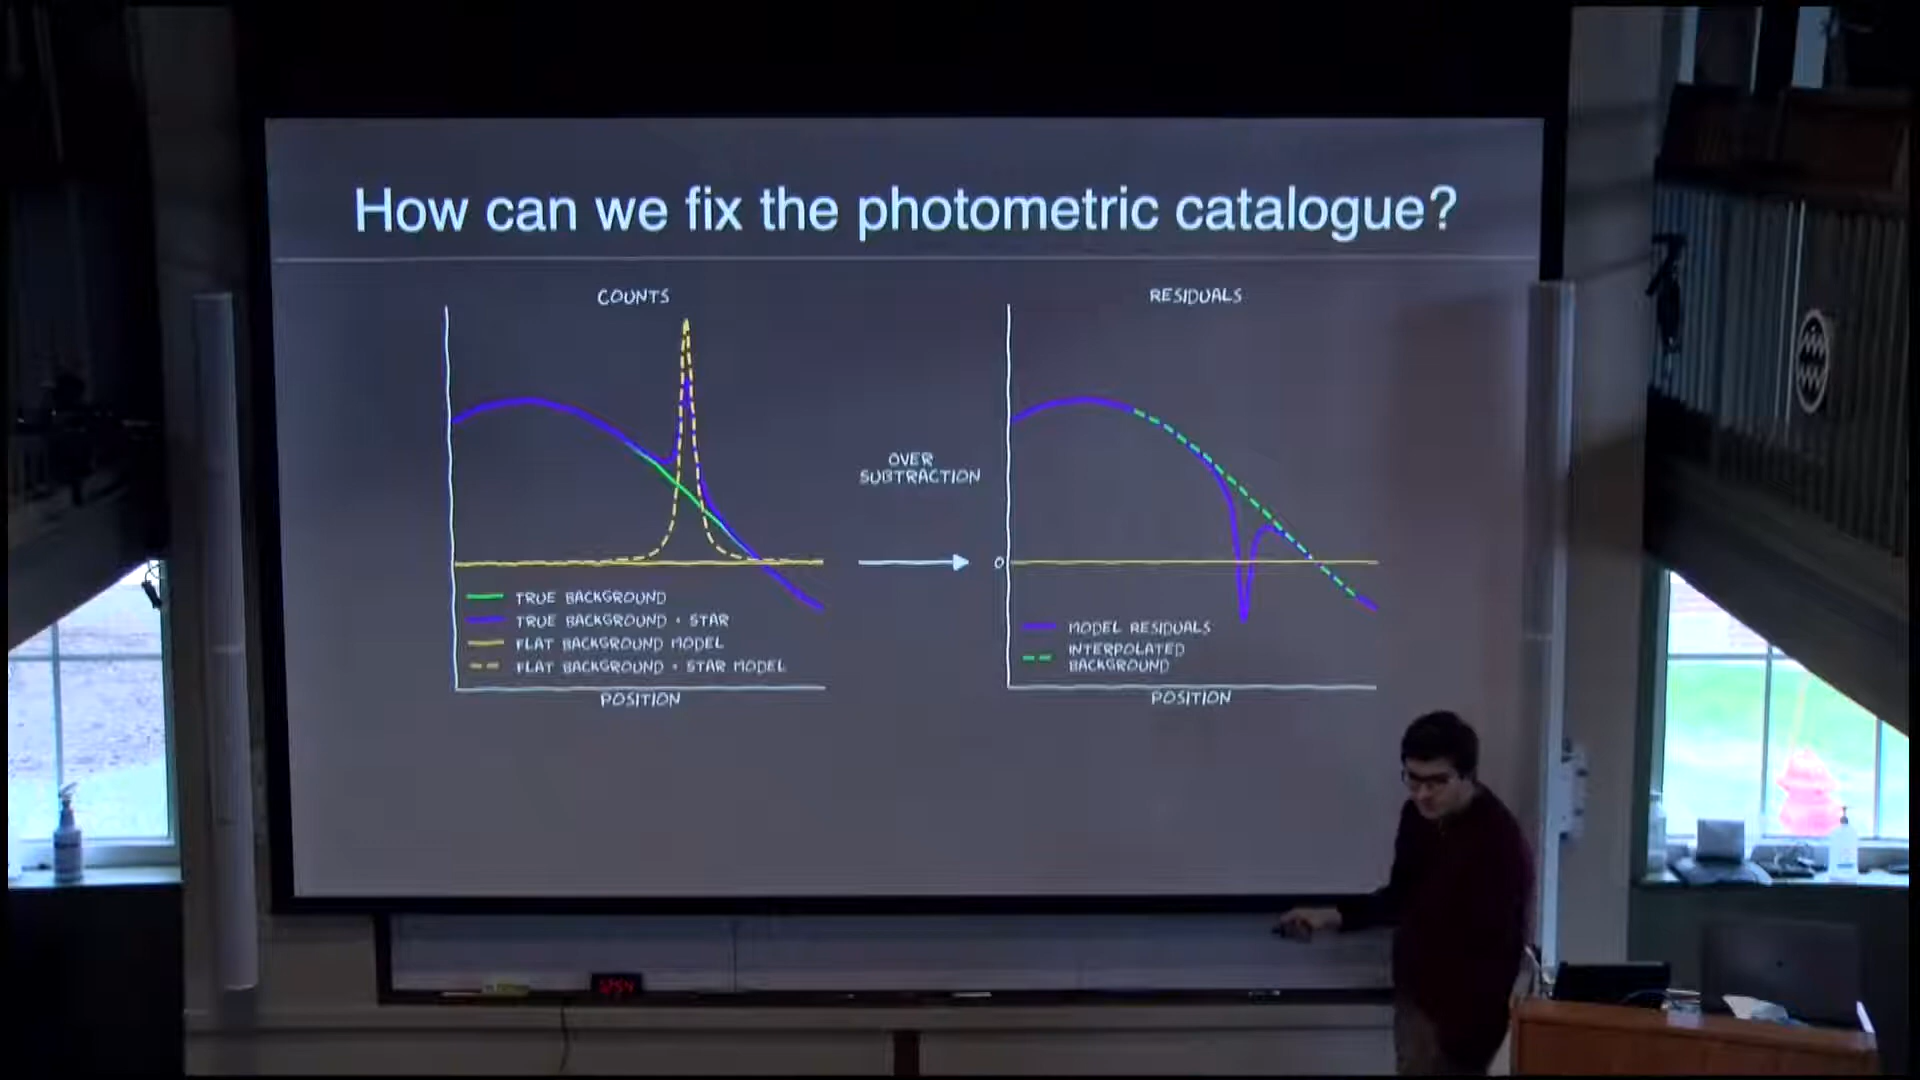 How can we fix the photometric catalogue?
COUNTS
TRUE BACKGROUND
TRUE BACKGROUND + STAR
FLAT BACKGROUND MODEL
FLAT BACKGROUND + STAR MODEL
POSITION
OVER
SUBTRACTION
RESIDUALS
0
MODEL RESIDUALS
INTERPOLATED
BACKGROUND
POSITION